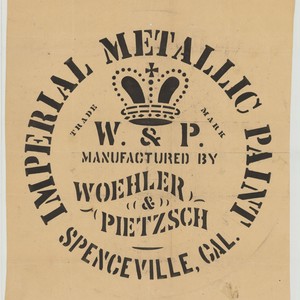 IMPERIAL METALLIC PAINT
TRADE MARK
W. & P.
MANUFACTURED BY
WOEHLER
&
PIETZSCH
SPENCEVILLE, CAL.